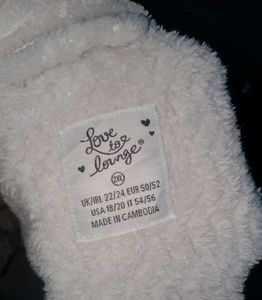 Love to
lounge®
2XL
UK/IRL 22/24 EUR 50/52
USA 18/20 IT 54/56
MADE IN CAMBODIA